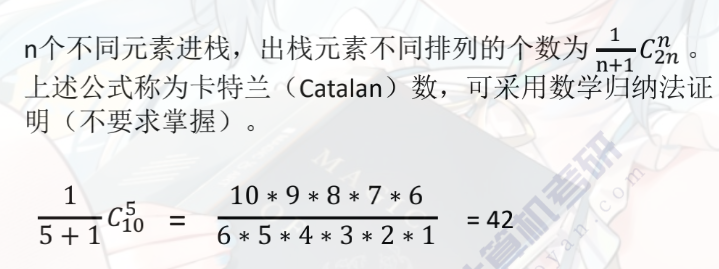 n个不同元素进栈，出栈元素不同排列的个数为 1/(n+1) C_{2n}^{n} 。
上述公式称为卡特兰（Catalan）数，可采用数学归纳法证
明（不要求掌握）。
1/(5 + 1) C_{10}^{5} = (10 ∗ 9 ∗ 8 ∗ 7 ∗ 6)/(6 ∗ 5 ∗ 4 ∗ 3 ∗ 2 ∗ 1) = 42